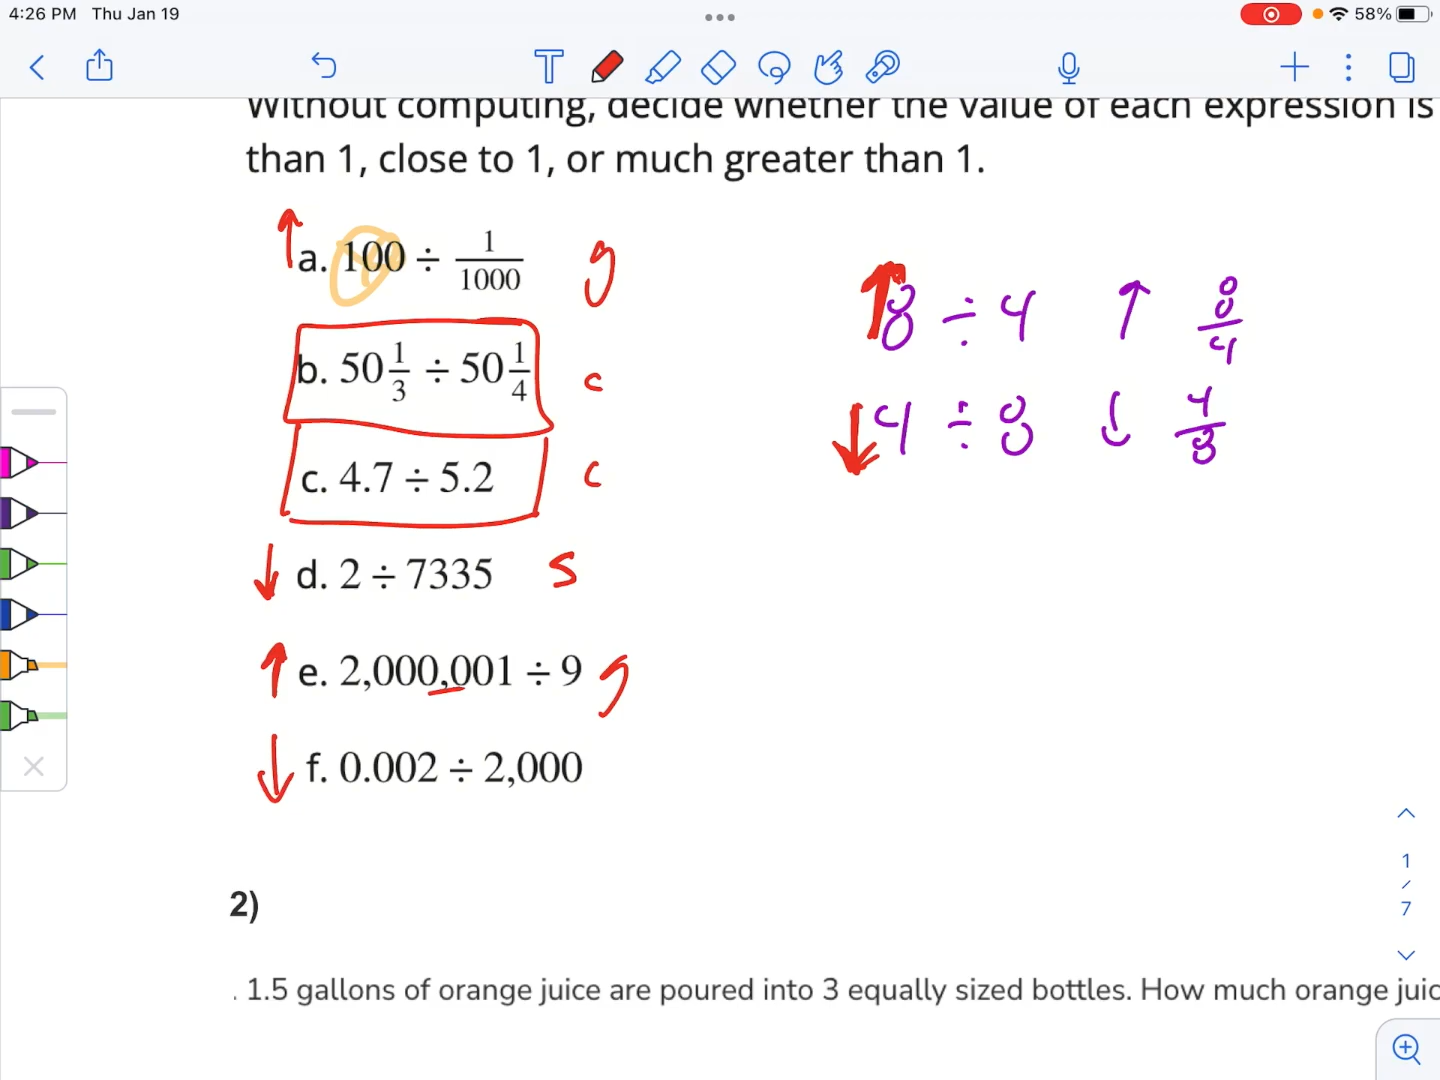 4:26 PM Thu Jan 19
58%
Without computing, decide whether the value of each expression is
than 1, close to 1, or much greater than 1.
a. 100 ÷ 1/1000 g
b. 50 1/3 ÷ 50 1/4 c
c. 4.7 ÷ 5.2 c
d. 2 ÷ 7335 s
e. 2,000,001 ÷ 9 g
f. 0.002 ÷ 2,000
8 ÷ 4 ↑ 8/4
4 ÷ 8 ↓ 4/8
2)
. 1.5 gallons of orange juice are poured into 3 equally sized bottles. How much orange juic
1
/
7